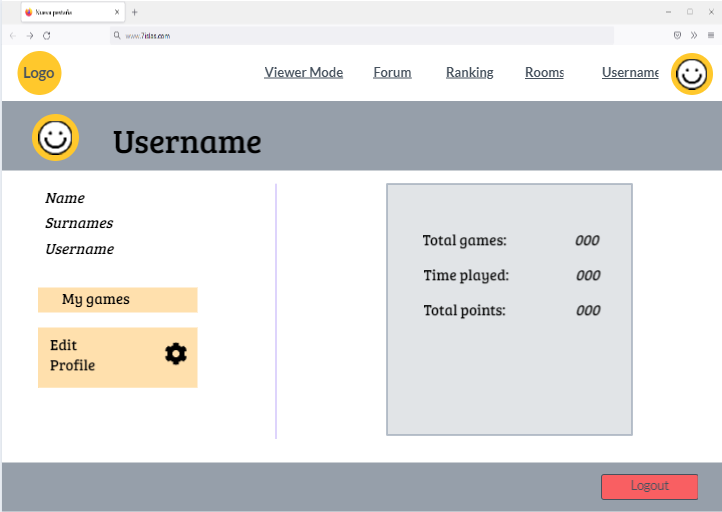 Nueva pestaña
www.7islas.com
Logo
Viewer Mode
Forum
Ranking
Rooms
Username
Username
Name
Surnames
Username
My games
Edit
Profile
Total games: 000
Time played: 000
Total points: 000
Logout